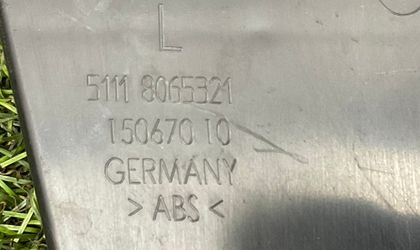 L
5111 8065321
150670 10
GERMANY
> ABS <